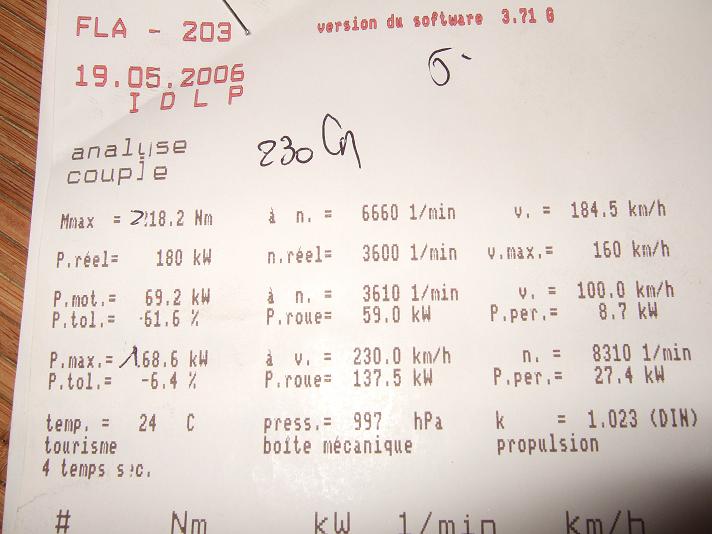 FLA - 203 version du software 3.71 G
19.05.2006
I D L P
analyse
couple
230 Cn
Mmax = 218.2 Nm à n. = 6660 1/min v. = 184.5 km/h
P.réel= 180 kW n.réel= 3600 1/min v.max.= 160 km/h
P.mot.= 69.2 kW à n. = 3610 1/min v. = 100.0 km/h
P.tol.= -61.6 % P.roue= 59.0 kW P.per.= 8.7 kW
P.max.= 168.6 kW à v. = 230.0 km/h n. = 8310 1/min
P.tol.= -6.4 % P.roue= 137.5 kW P.per.= 27.4 kW
temp. = 24 C press.= 997 hPa k = 1.023 (DIN)
tourisme boîte mécanique propulsion
4 temps sec.
# Nm kW 1/min km/h